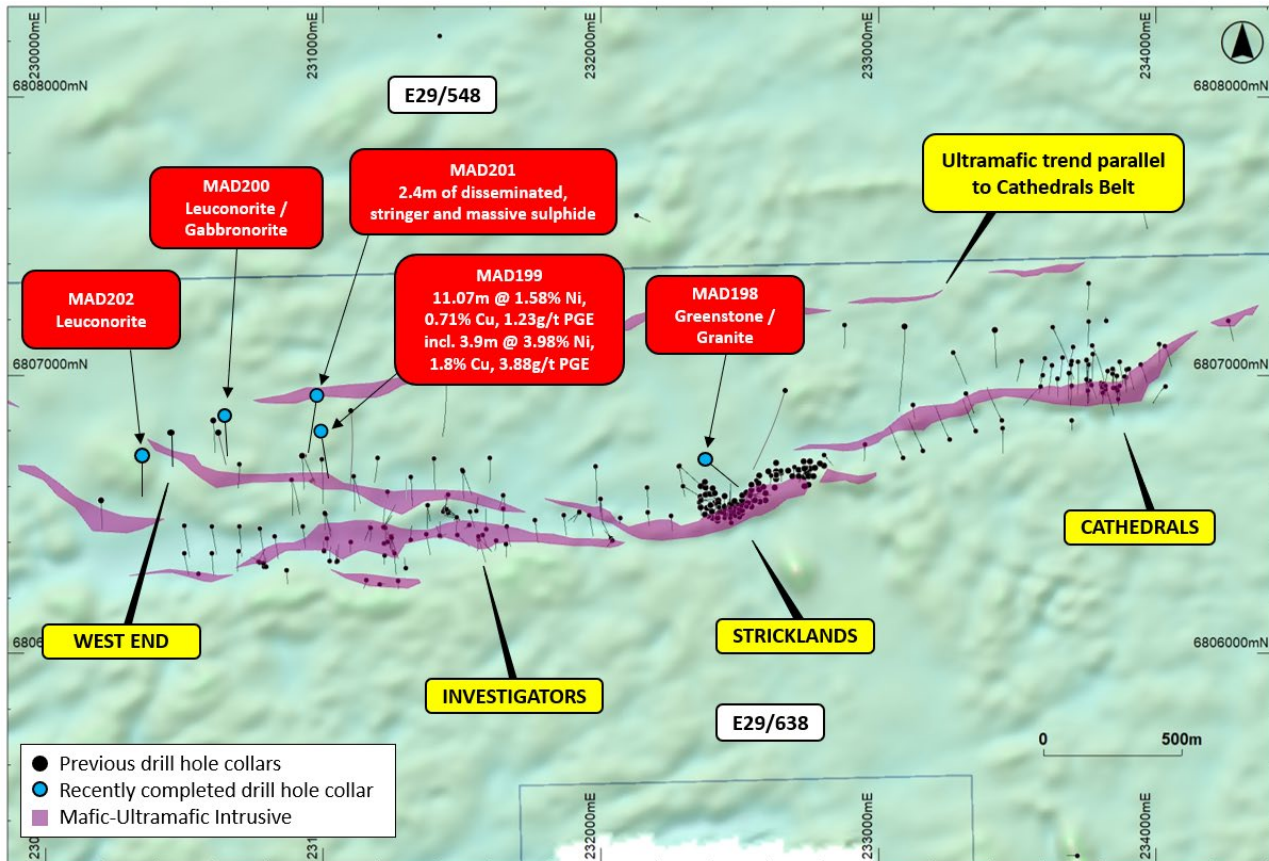 230000mE
231000mE
232000mE
233000mE
234000mE
6808000mN
6808000mN
E29/548
Ultramafic trend parallel
to Cathedrals Belt
MAD200
Leuconorite /
Gabbronorite
MAD201
2.4m of disseminated,
stringer and massive sulphide
MAD202
Leuconorite
MAD199
11.07m @ 1.58% Ni,
0.71% Cu, 1.23g/t PGE
incl. 3.9m @ 3.98% Ni,
1.8% Cu, 3.88g/t PGE
MAD198
Greenstone /
Granite
6807000mN
6807000mN
CATHEDRALS
WEST END
STRICKLANDS
6806
6806000mN
INVESTIGATORS
E29/638
0 500m
Previous drill hole collars
Recently completed drill hole collar
Mafic-Ultramafic Intrusive
230
231
232000mE
233000mE
234000mE